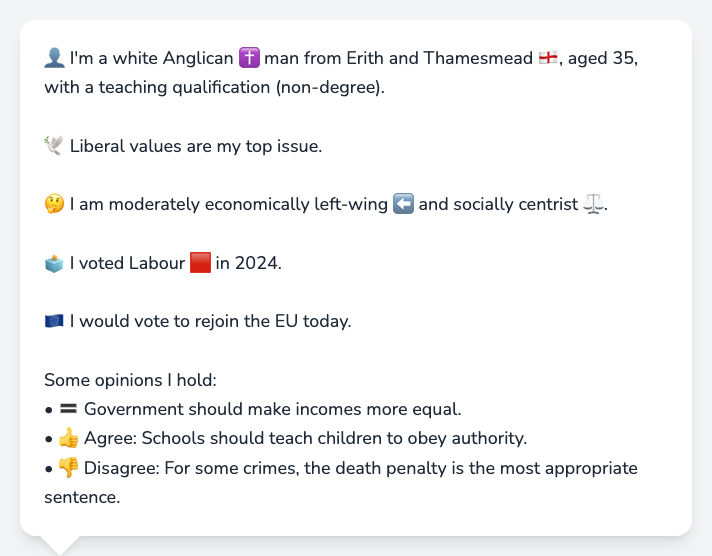 👤 I'm a white Anglican ✝️ man from Erith and Thamesmead 🏴󠁧󠁢󠁥󠁮󠁧󠁿, aged 35,
with a teaching qualification (non-degree).
🕊️ Liberal values are my top issue.
🤔 I am moderately economically left-wing ⬅️ and socially centrist ⚖️.
🗳️ I voted Labour 🟥 in 2024.
🇪🇺 I would vote to rejoin the EU today.
Some opinions I hold:
• 🟰 Government should make incomes more equal.
• 👍 Agree: Schools should teach children to obey authority.
• 👎 Disagree: For some crimes, the death penalty is the most appropriate
sentence.